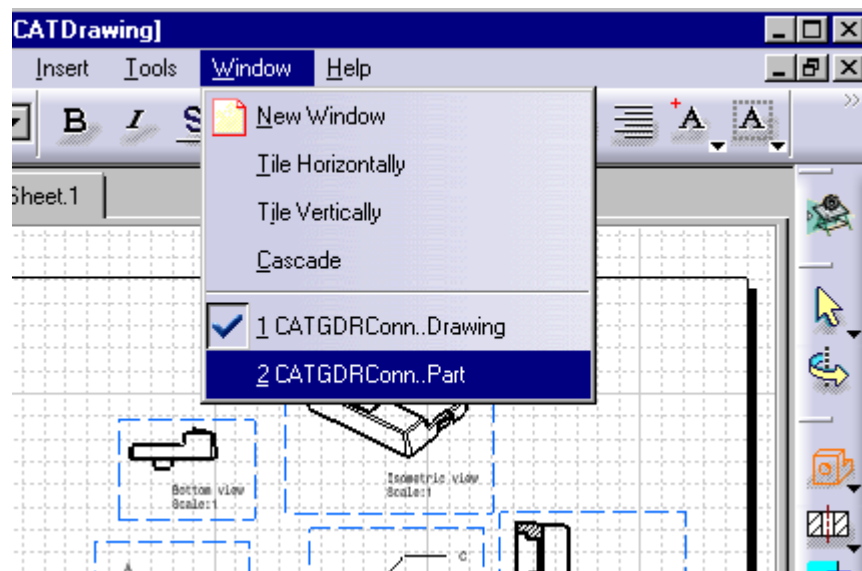 CATDrawing]
Insert Tools Window Help
B I S A A
New Window
Sheet.1
Tile Horizontally
Tile Vertically
Cascade
1 CATGDRConn..Drawing
2 CATGDRConn..Part
Bottom view
Scale:1
Isometric view
Scale:1
C